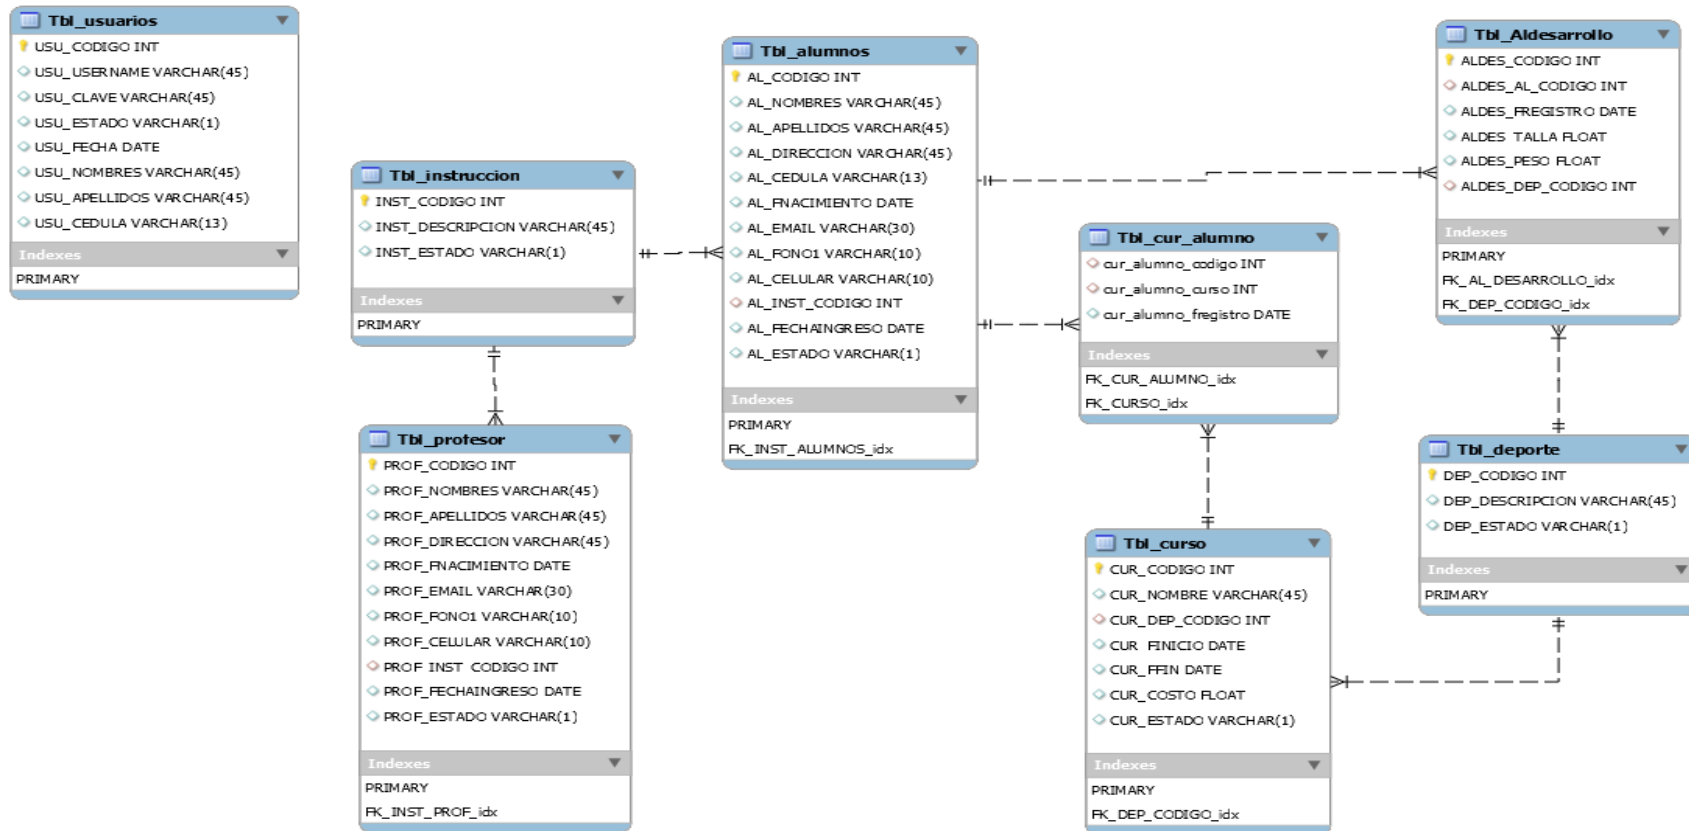 Tbl_usuarios
USU_CODIGO INT
USU_USERNAME VARCHAR(45)
USU_CLAVE VARCHAR(45)
USU_ESTADO VARCHAR(1)
USU_FECHA DATE
USU_NOMBRES VARCHAR(45)
USU_APELLIDOS VARCHAR(45)
USU_CEDULA VARCHAR(13)
Indexes
PRIMARY
Tbl_instruccion
INST_CODIGO INT
INST_DESCRIPCION VARCHAR(45)
INST_ESTADO VARCHAR(1)
Indexes
PRIMARY
Tbl_profesor
PROF_CODIGO INT
PROF_NOMBRES VARCHAR(45)
PROF_APELLIDOS VARCHAR(45)
PROF_DIRECCION VARCHAR(45)
PROF_FNACIMIENTO DATE
PROF_EMAIL VARCHAR(30)
PROF_FONO1 VARCHAR(10)
PROF_CELULAR VARCHAR(10)
PROF_INST_CODIGO INT
PROF_FECHAINGRESO DATE
PROF_ESTADO VARCHAR(1)
Indexes
PRIMARY
FK_INST_PROF_idx
Tbl_alumnos
AL_CODIGO INT
AL_NOMBRES VARCHAR(45)
AL_APELLIDOS VARCHAR(45)
AL_DIRECCION VARCHAR(45)
AL_CEDULA VARCHAR(13)
AL_FNACIMIENTO DATE
AL_EMAIL VARCHAR(30)
AL_FONO1 VARCHAR(10)
AL_CELULAR VARCHAR(10)
AL_INST_CODIGO INT
AL_FECHAINGRESO DATE
AL_ESTADO VARCHAR(1)
Indexes
PRIMARY
FK_INST_ALUMNOS_idx
Tbl_cur_alumno
cur_alumno_codigo INT
cur_alumno_curso INT
cur_alumno_fregistro DATE
Indexes
FK_CUR_ALUMNO_idx
FK_CURSO_idx
Tbl_curso
CUR_CODIGO INT
CUR_NOMBRE VARCHAR(45)
CUR_DEP_CODIGO INT
CUR_FINICIO DATE
CUR_FFIN DATE
CUR_COSTO FLOAT
CUR_ESTADO VARCHAR(1)
Indexes
PRIMARY
FK_DEP_CODIGO_idx
Tbl_Aldesarrollo
ALDES_CODIGO INT
ALDES_AL_CODIGO INT
ALDES_FREGISTRO DATE
ALDES_TALLA FLOAT
ALDES_PESO FLOAT
ALDES_DEP_CODIGO INT
Indexes
PRIMARY
FK_AL_DESARROLLO_idx
FK_DEP_CODIGO_idx
Tbl_deporte
DEP_CODIGO INT
DEP_DESCRIPCION VARCHAR(45)
DEP_ESTADO VARCHAR(1)
Indexes
PRIMARY